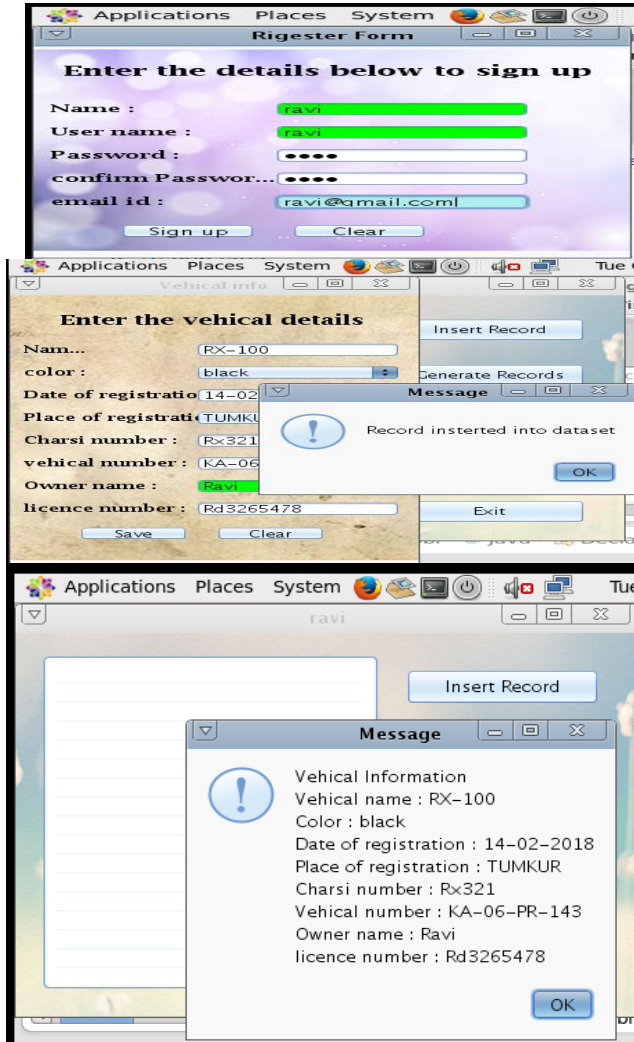 Applications Places System
Rigester Form
Enter the details below to sign up
Name : ravi
User name : ravi
Password : ●●●●
confirm Passwor... ●●●●
email id : ravi@gmail.com
Sign up Clear
Applications Places System Tue
Vehical info
Enter the vehical details
Insert Record
Nam... RX-100
color : black
Generate Records
Date of registratio 14-02
Message
Place of registrati TUMKU
Record insterted into dataset
Charsi number : Rx321
vehical number : KA-06
OK
Owner name : Ravi
licence number : Rd3265478
Exit
Save Clear
java Decla
Applications Places System Tue
ravi
Insert Record
Message
Vehical Information
Vehical name : RX-100
Color : black
Date of registration : 14-02-2018
Place of registration : TUMKUR
Charsi number : Rx321
Vehical number : KA-06-PR-143
Owner name : Ravi
licence number : Rd3265478
OK